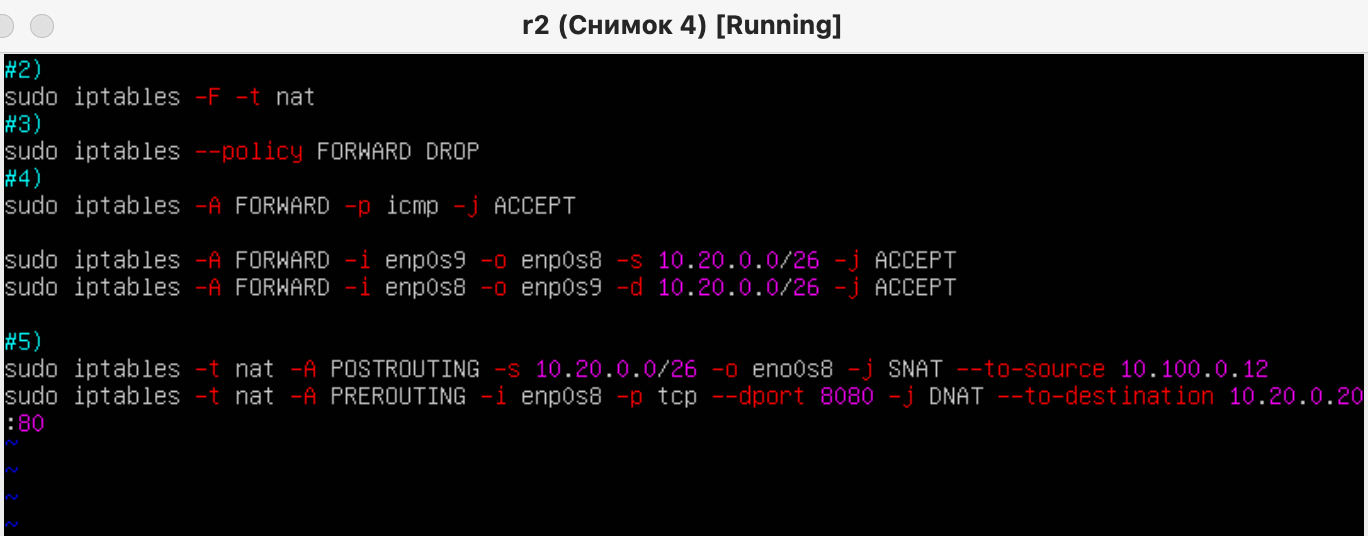 r2 (Снимок 4) [Running]
#2)
sudo iptables -F -t nat
#3)
sudo iptables --policy FORWARD DROP
#4)
sudo iptables -A FORWARD -p icmp -j ACCEPT
sudo iptables -A FORWARD -i enp0s9 -o enp0s8 -s 10.20.0.0/26 -j ACCEPT
sudo iptables -A FORWARD -i enp0s8 -o enp0s9 -d 10.20.0.0/26 -j ACCEPT
#5)
sudo iptables -t nat -A POSTROUTING -s 10.20.0.0/26 -o eno0s8 -j SNAT --to-source 10.100.0.12
sudo iptables -t nat -A PREROUTING -i enp0s8 -p tcp --dport 8080 -j DNAT --to-destination 10.20.0.20
:80
~
~
~
~